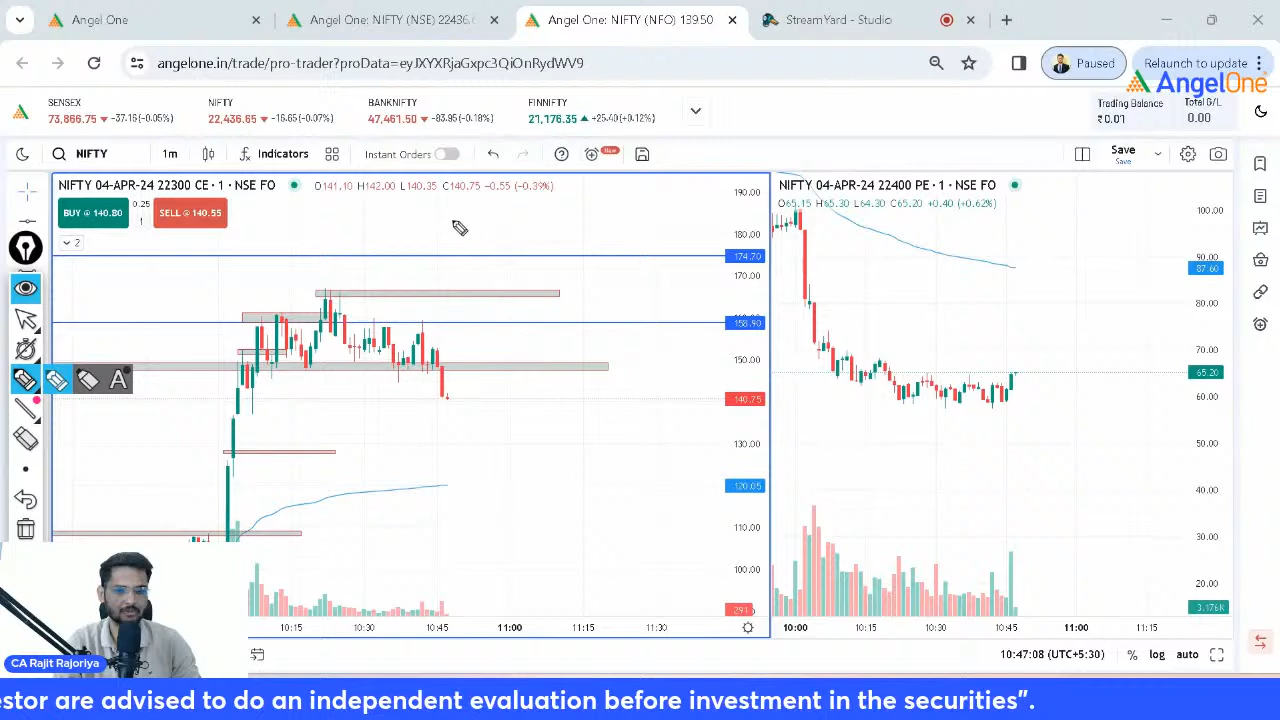 Angel One
Angel One: NIFTY (NSE) 22436.
Angel One: NIFTY (NFO) 139.50
StreamYard - Studio
angelone.in/trade/pro-trader?proData=eyJXYXRjaGxpc3QiOnRydWV9
Paused
Relaunch to update
AngelOne
SENSEX
73,866.75 -37.16(-0.05%)
NIFTY
22,436.65 -16.65(-0.07%)
BANKNIFTY
47,461.50 -83.95(-0.18%)
FINNIFTY
21,176.35 +25.40(+0.12%)
Trading Balance
₹0.01
Total G/L
0.00
NIFTY
1m
Indicators
Instant Orders
New
Save
Save
NIFTY 04-APR-24 22300 CE · 1 · NSE FO
O141.10 H142.00 L140.35 C140.75 -0.55 (-0.39%)
BUY @ 140.80
0.25
1
SELL @ 140.55
2
190.00
180.00
174.70
170.00
158.90
150.00
140.75
130.00
120.05
110.00
100.00
291
10:15
10:30
10:45
11:00
11:15
11:30
NIFTY 04-APR-24 22400 PE · 1 · NSE FO
O65.15 H65.30 L64.30 C65.20 +0.40 (+0.62%)
100.00
90.00
87.60
80.00
70.00
65.20
60.00
50.00
40.00
30.00
20.00
3.176K
10:00
10:15
10:30
10:45
11:00
11:15
A
10:47:08 (UTC+5:30)
%
log
auto
CA Rajit Rajoriya
estor are advised to do an independent evaluation before investment in the securities”.